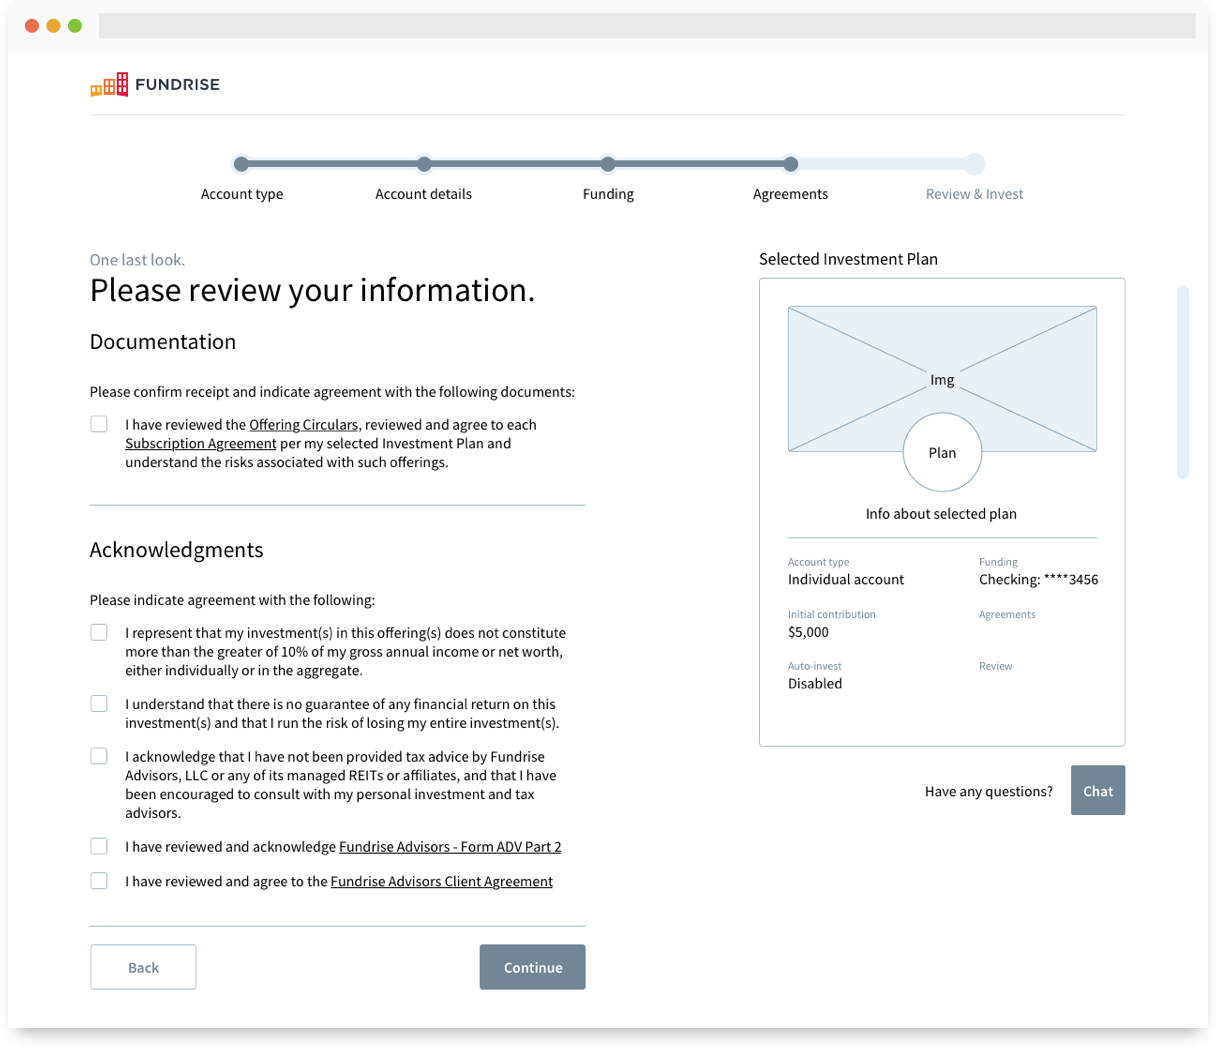 FUNDRISE
Account type
Account details
Funding
Agreements
Review & Invest
One last look.
Please review your information.
Documentation
Please confirm receipt and indicate agreement with the following documents:
I have reviewed the Offering Circulars, reviewed and agree to each
Subscription Agreement per my selected Investment Plan and
understand the risks associated with such offerings.
Acknowledgments
Please indicate agreement with the following:
I represent that my investment(s) in this offering(s) does not constitute
more than the greater of 10% of my gross annual income or net worth,
either individually or in the aggregate.
I understand that there is no guarantee of any financial return on this
investment(s) and that I run the risk of losing my entire investment(s).
I acknowledge that I have not been provided tax advice by Fundrise
Advisors, LLC or any of its managed REITs or affiliates, and that I have
been encouraged to consult with my personal investment and tax
advisors.
I have reviewed and acknowledge Fundrise Advisors - Form ADV Part 2
I have reviewed and agree to the Fundrise Advisors Client Agreement
Back
Continue
Selected Investment Plan
Img
Plan
Info about selected plan
Account type
Individual account
Funding
Checking: ****3456
Initial contribution
$5,000
Agreements
Auto-invest
Disabled
Review
Have any questions?
Chat